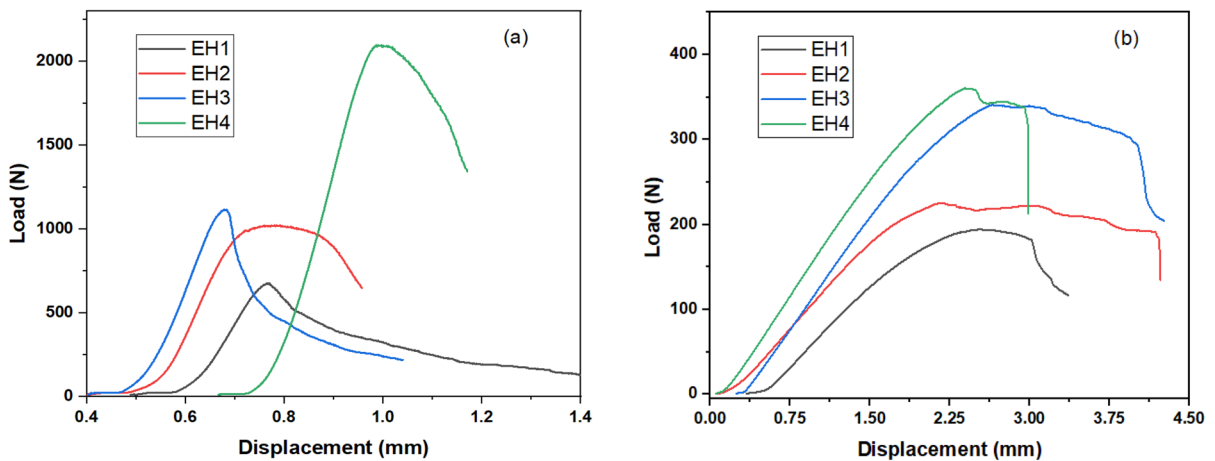 (a)
EH1
EH2
EH3
EH4
2000
1500
1000
500
0
Load (N)
0.4 0.6 0.8 1.0 1.2 1.4
Displacement (mm)
(b)
EH1
EH2
EH3
EH4
400
300
200
100
0
Load (N)
0.00 0.75 1.50 2.25 3.00 3.75 4.50
Displacement (mm)